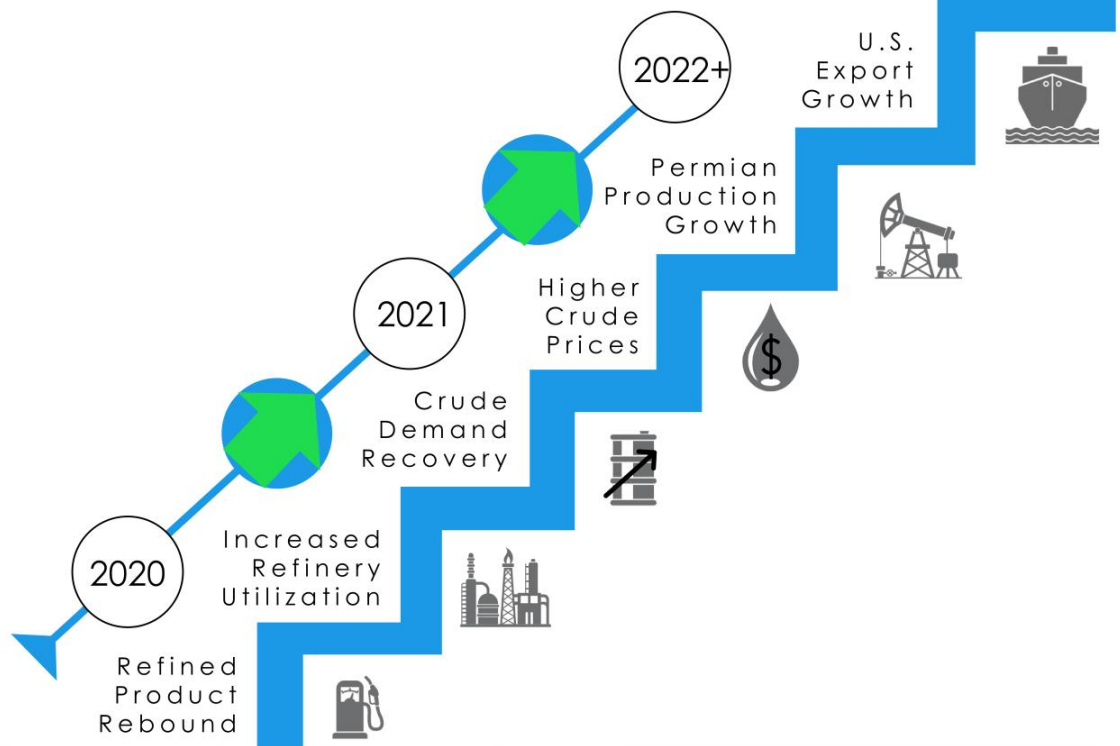 2022+
U.S.
Export
Growth
Permian
Production
Growth
2021
Higher
Crude
Prices
Crude
Demand
Recovery
2020
Increased
Refinery
Utilization
Refined
Product
Rebound
$